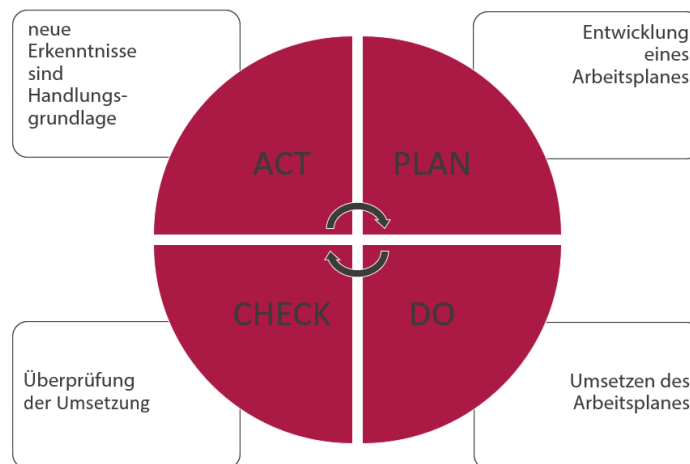 neue
Erkenntnisse
sind
Handlungs-
grundlage
Entwicklung
eines
Arbeitsplanes
ACT
PLAN
CHECK
DO
Überprüfung
der Umsetzung
Umsetzen des
Arbeitsplanes